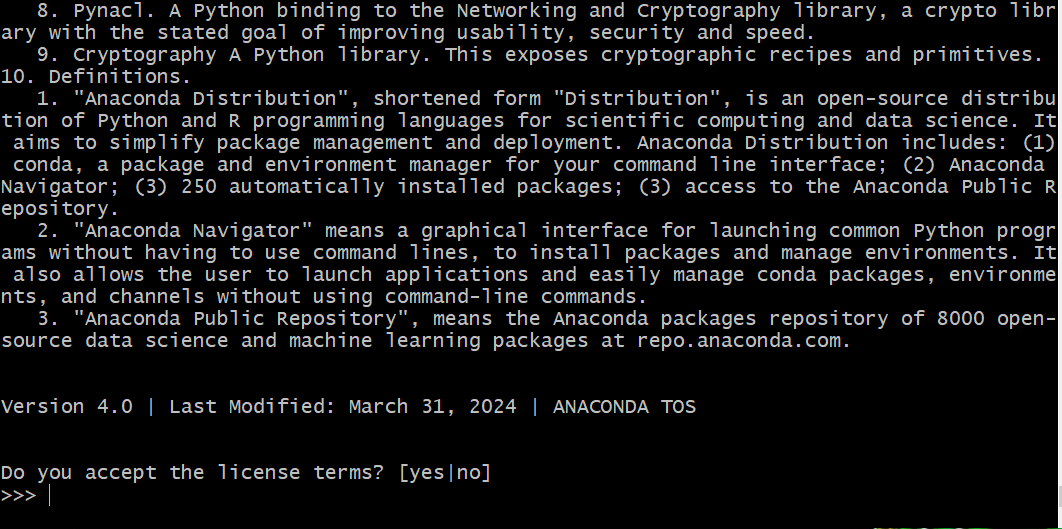 8. Pynacl. A Python binding to the Networking and Cryptography library, a crypto libr
ary with the stated goal of improving usability, security and speed.
   9. Cryptography A Python library. This exposes cryptographic recipes and primitives.
10. Definitions.
   1. "Anaconda Distribution", shortened form "Distribution", is an open-source distribu
tion of Python and R programming languages for scientific computing and data science. It
 aims to simplify package management and deployment. Anaconda Distribution includes: (1)
 conda, a package and environment manager for your command line interface; (2) Anaconda
Navigator; (3) 250 automatically installed packages; (3) access to the Anaconda Public R
epository.
   2. "Anaconda Navigator" means a graphical interface for launching common Python progr
ams without having to use command lines, to install packages and manage environments. It
 also allows the user to launch applications and easily manage conda packages, environme
nts, and channels without using command-line commands.
   3. "Anaconda Public Repository", means the Anaconda packages repository of 8000 open-
source data science and machine learning packages at repo.anaconda.com.
Version 4.0 | Last Modified: March 31, 2024 | ANACONDA TOS
Do you accept the license terms? [yes|no]
>>>